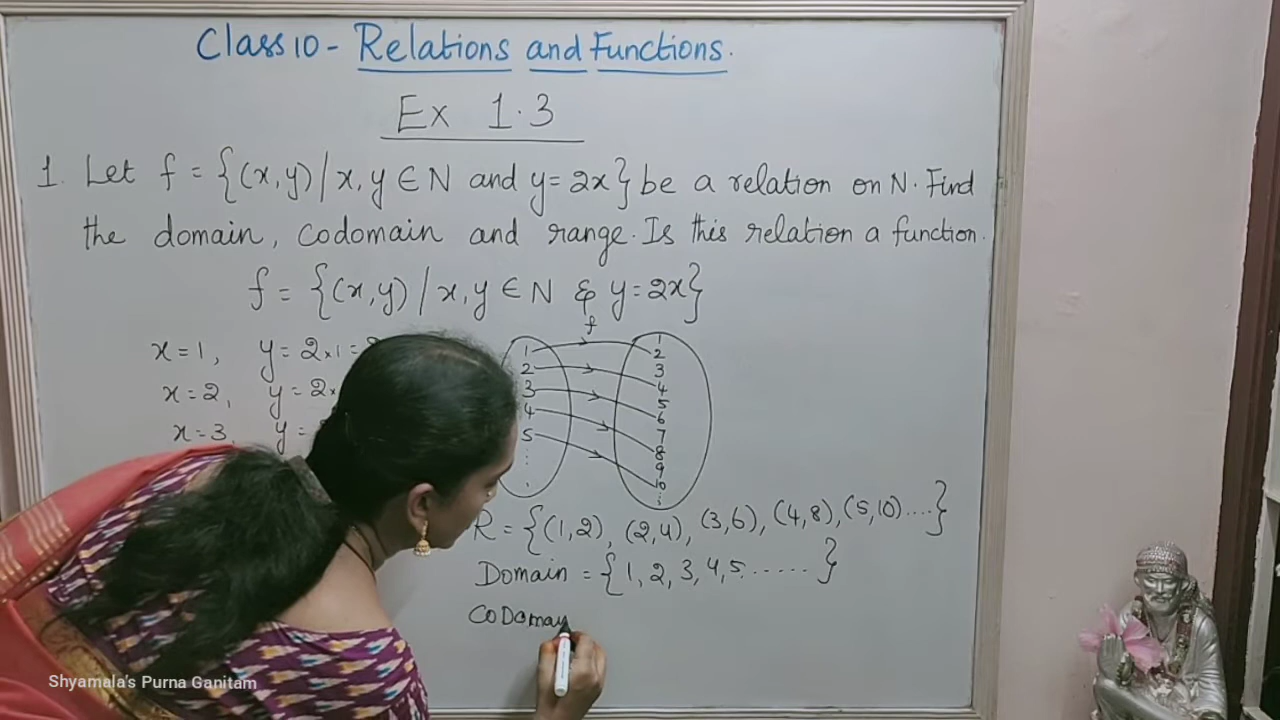 Class 10 - Relations and Functions.
Ex 1.3
1. Let f = {(x,y) / x,y ∈ N and y = 2x} be a relation on N. Find
the domain, codomain and range. Is this relation a function.
f = {(x,y) / x,y ∈ N & y = 2x}
f
x = 1, y = 2×1 =
x = 2, y = 2×
x = 3, y =
1
2
3
4
5
⋮
1
2
3
4
5
6
7
8
9
10
⋮
R = {(1,2), (2,4), (3,6), (4,8), (5,10)....}
Domain = {1, 2, 3, 4, 5......}
CoDomay
Shyamala's Purna Ganitam